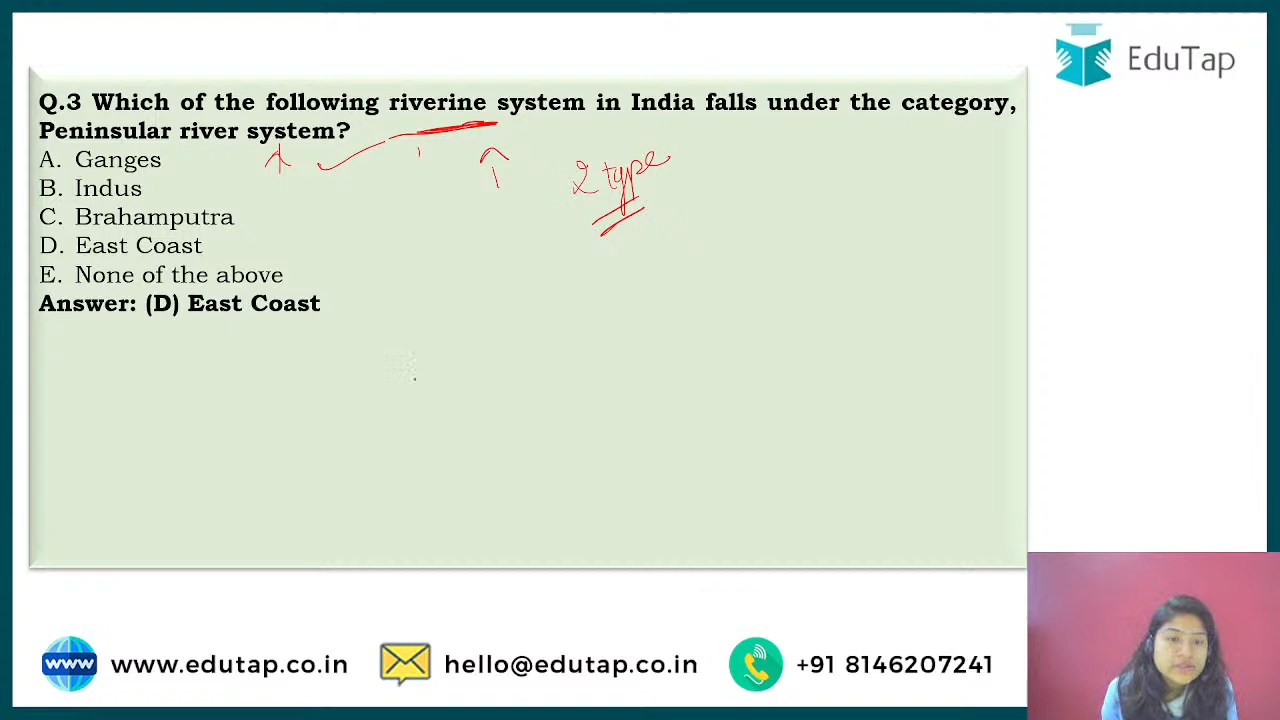 EduTap
Q.3 Which of the following riverine system in India falls under the category,
Peninsular river system?
A. Ganges
B. Indus
C. Brahamputra
D. East Coast
E. None of the above
Answer: (D) East Coast
2 type
www www.edutap.co.in hello@edutap.co.in +91 8146207241